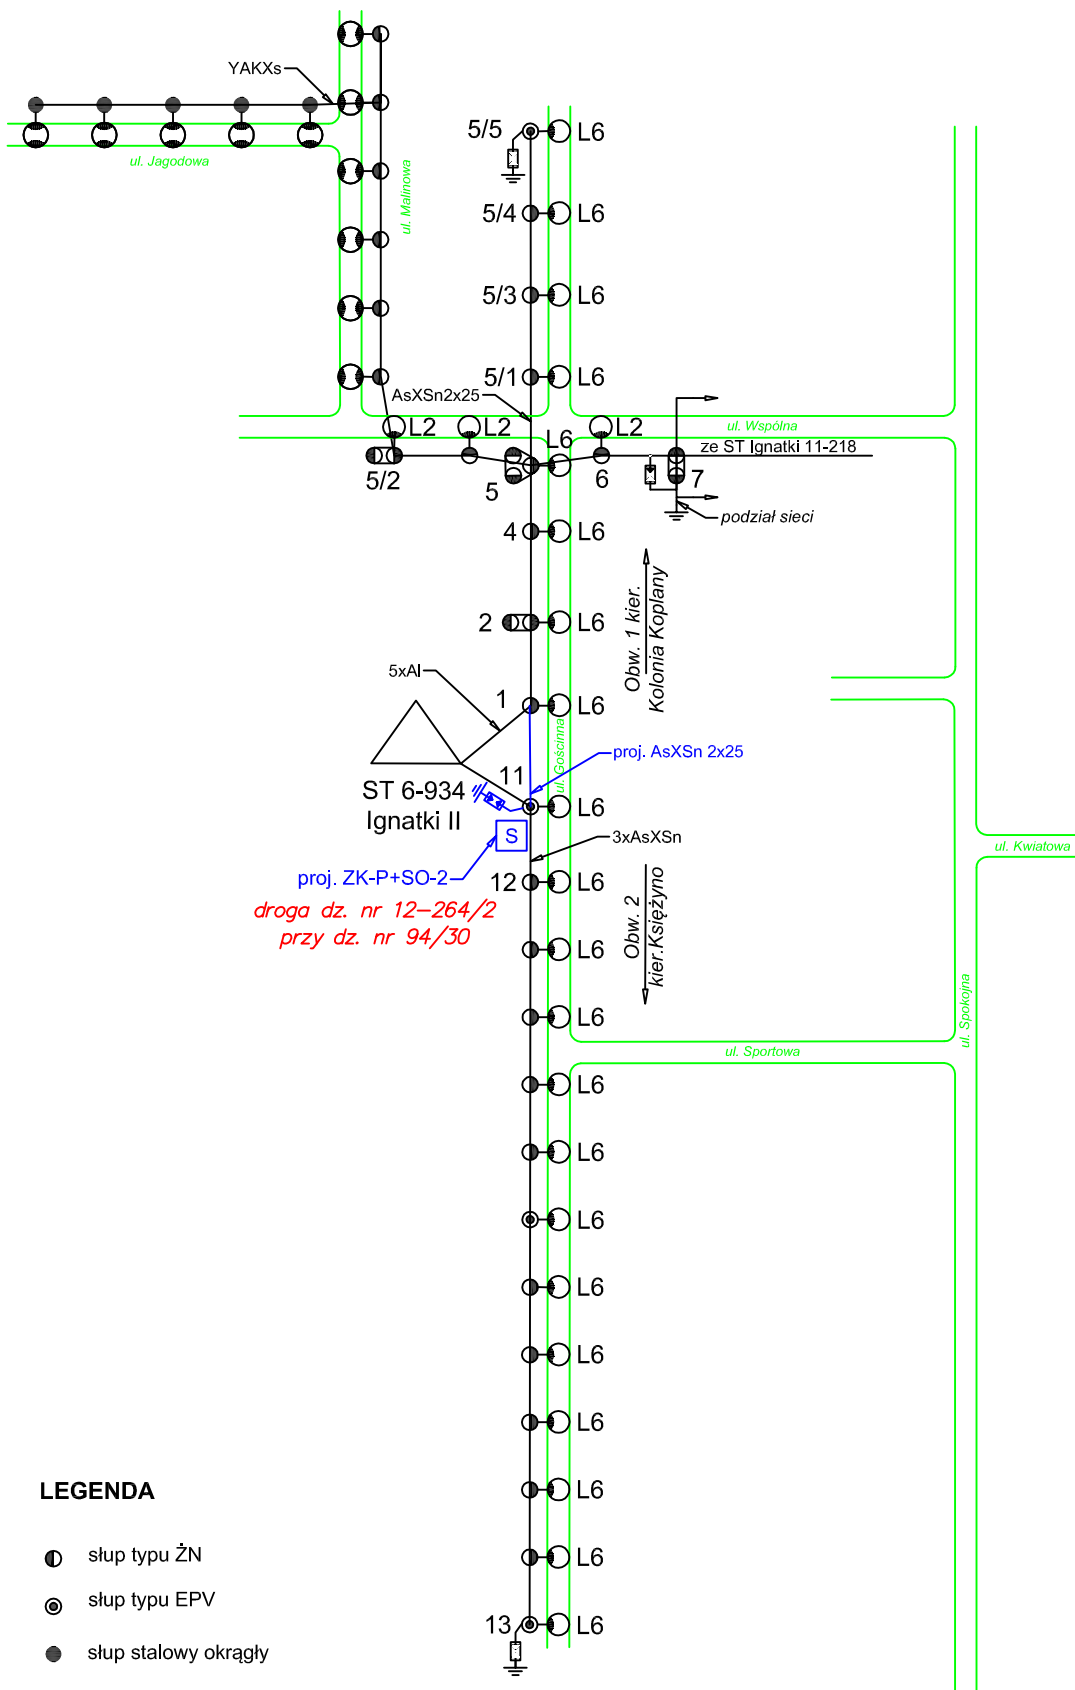 YAKXs
ul. Jagodowa
ul. Malinowa
5/5
L6
5/4
L6
5/3
L6
5/1
L6
AsXSn2x25
L2
L2
L6
L2
ul. Wspólna
ze ST Ignatki 11-218
5/2
5
6
7
podział sieci
4
L6
2
L6
Obw. 1 kier.
Kolonia Koplany
5xAl
1
L6
ul. Gościnna
proj. AsXSn 2x25
11
L6
ST 6-934
Ignatki II
S
3xAsXSn
ul. Kwiatowa
proj. ZK-P+SO-2
12
L6
droga dz. nr 12-264/2
przy dz. nr 94/30
Obw. 2
kier.Księżyno
L6
L6
ul. Spokojna
ul. Sportowa
L6
L6
L6
L6
L6
L6
L6
L6
13
L6
LEGENDA
słup typu ŻN
słup typu EPV
słup stalowy okrągły